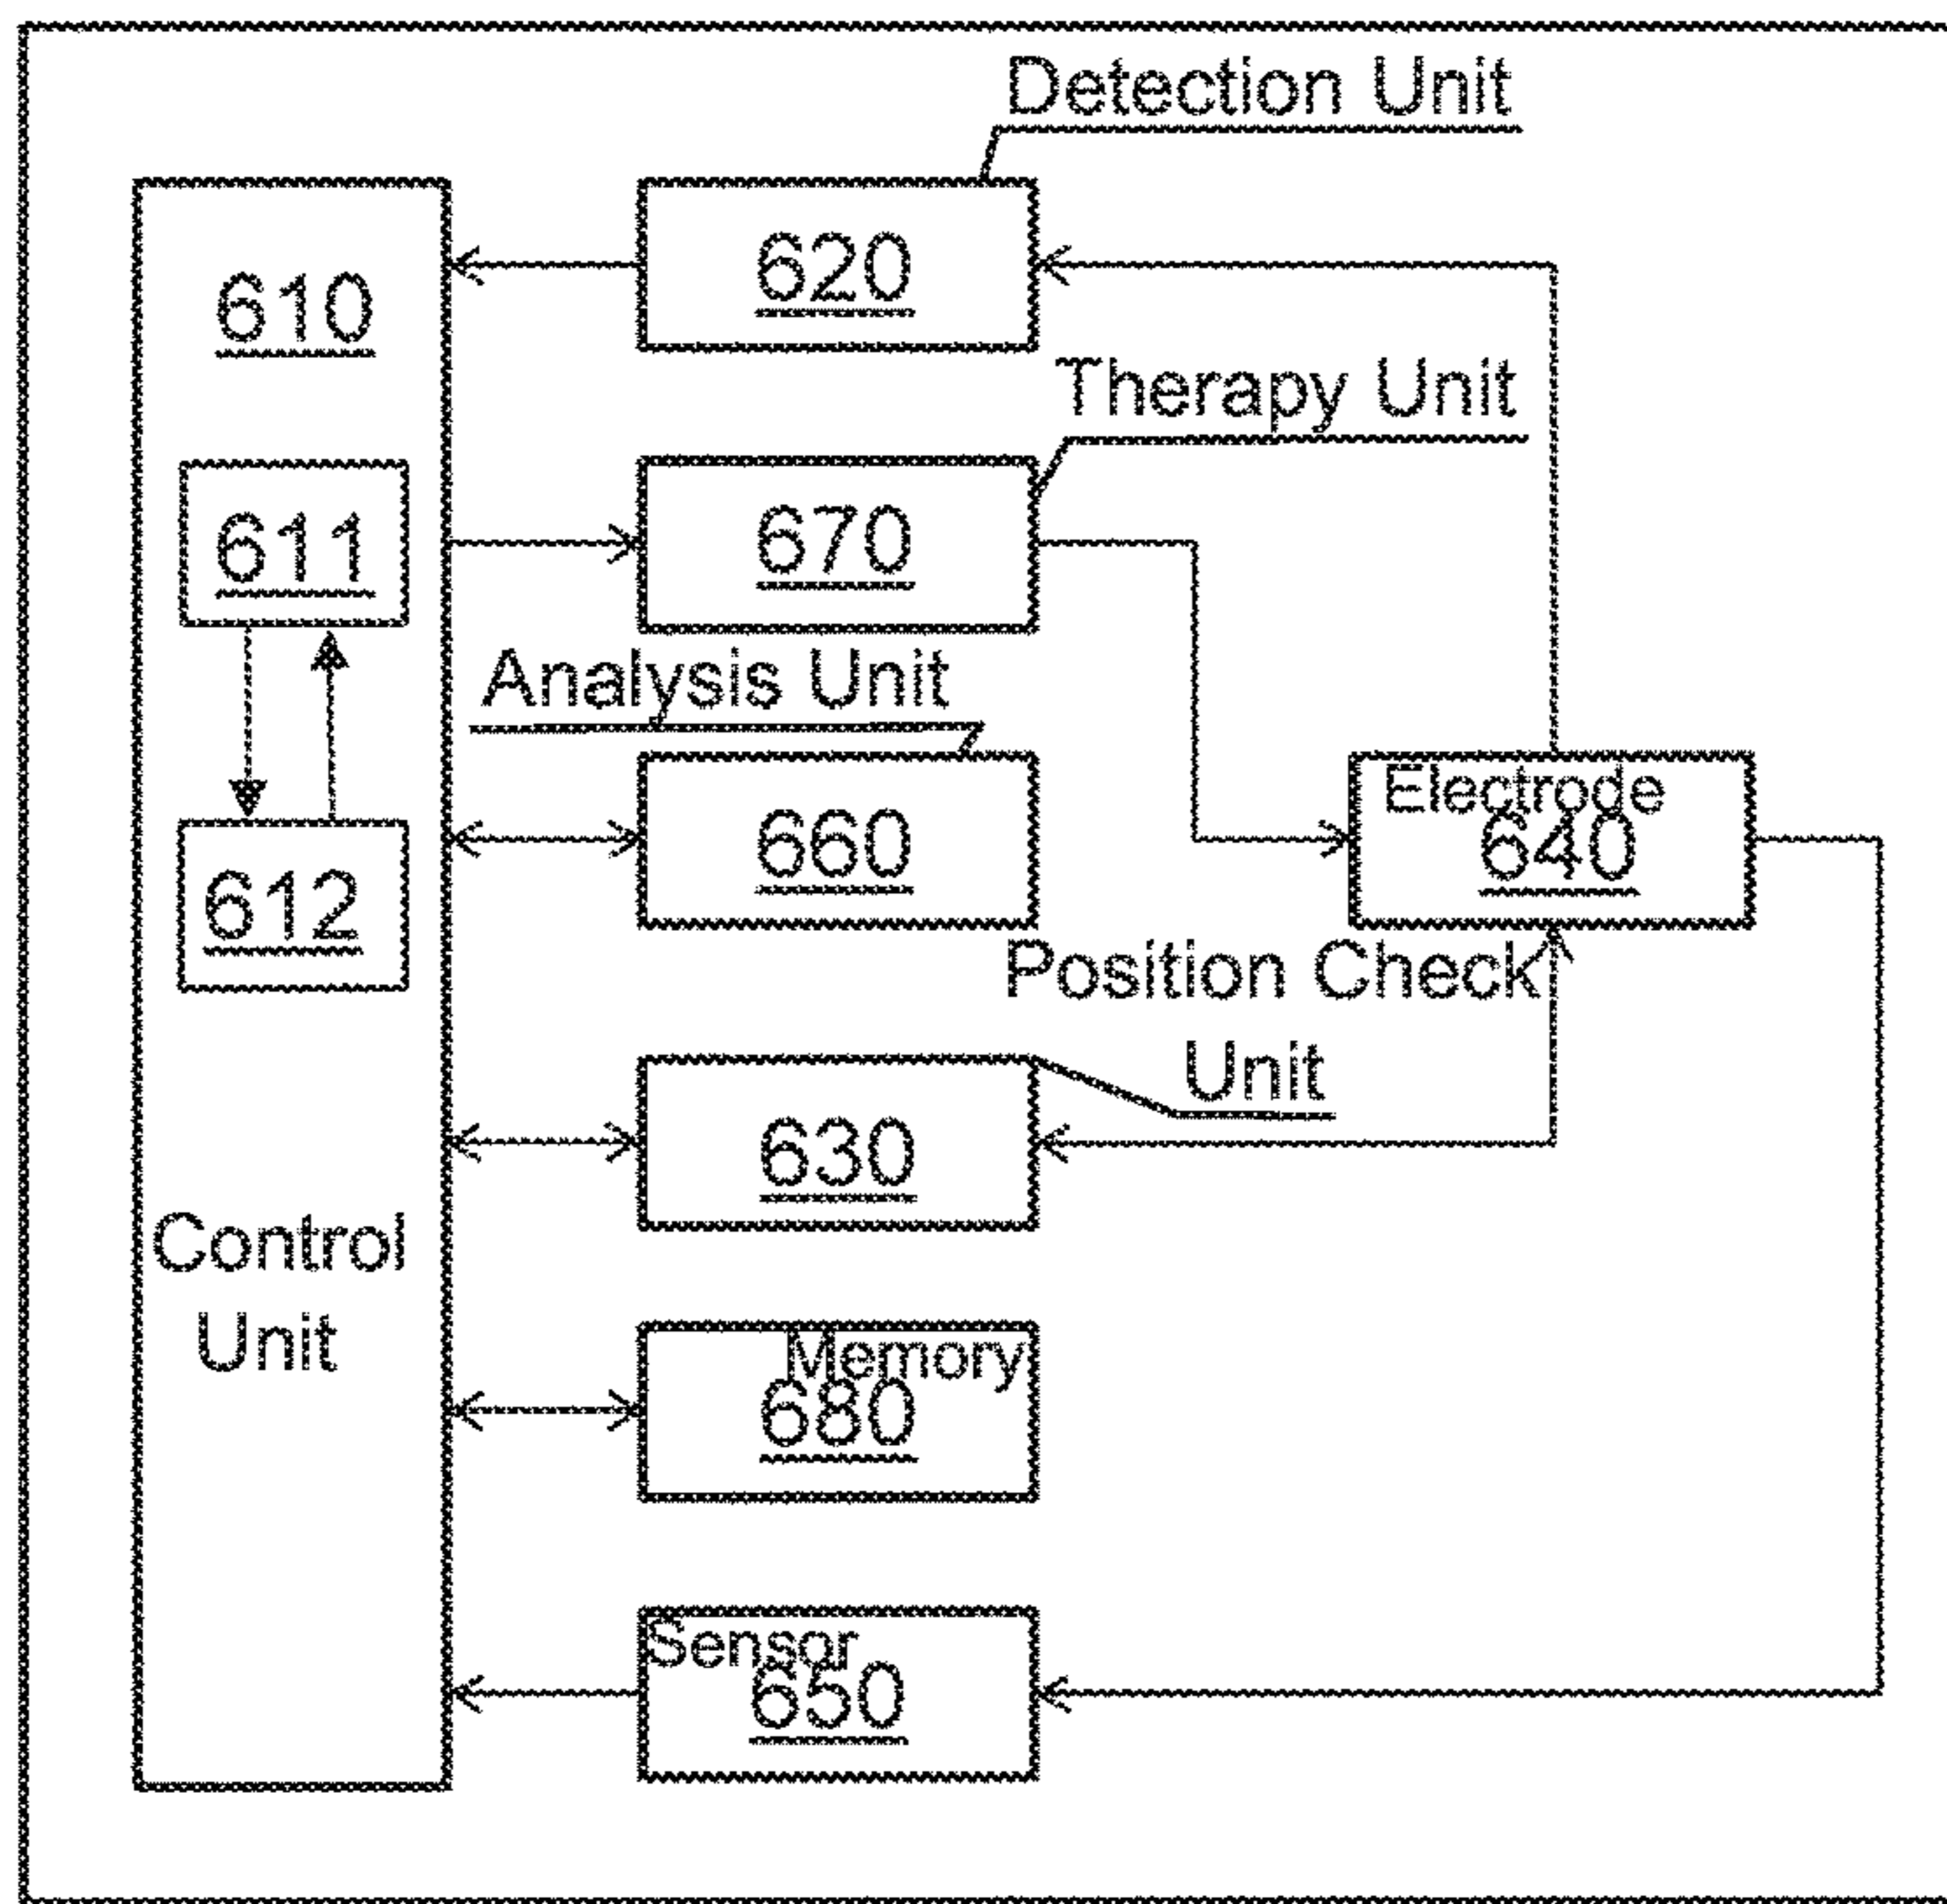 Detection Unit
620
610
Therapy Unit
611
670
Analysis Unit
Electrode
660
640
612
Position Check
Unit
630
Control
Unit
Memory
680
Sensor
650